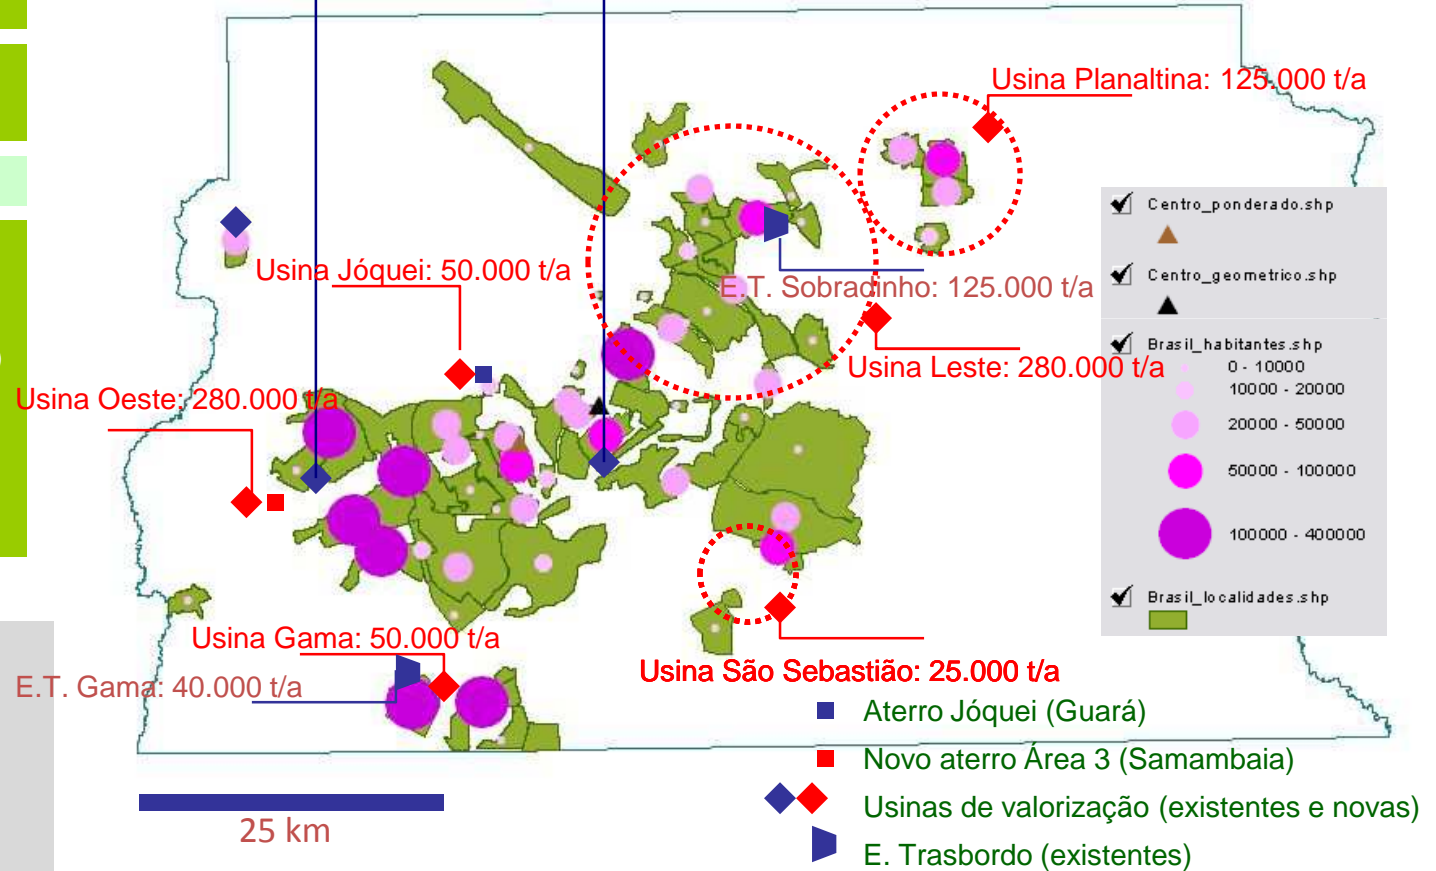 Usina Planaltina: 125.000 t/a
Centro_ponderado.shp
Usina Jóquei: 50.000 t/a
Centro_geometrico.shp
E.T. Sobradinho: 125.000 t/a
Brasil_habitantes.shp
0 - 10000
Usina Leste: 280.000 t/a
10000 - 20000
Usina Oeste: 280.000 t/a
20000 - 50000
50000 - 100000
100000 - 400000
Brasil_localidades.shp
Usina Gama: 50.000 t/a
Usina São Sebastião: 25.000 t/a
E.T. Gama: 40.000 t/a
Aterro Jóquei (Guará)
Novo aterro Área 3 (Samambaia)
Usinas de valorização (existentes e novas)
25 km
E. Trasbordo (existentes)